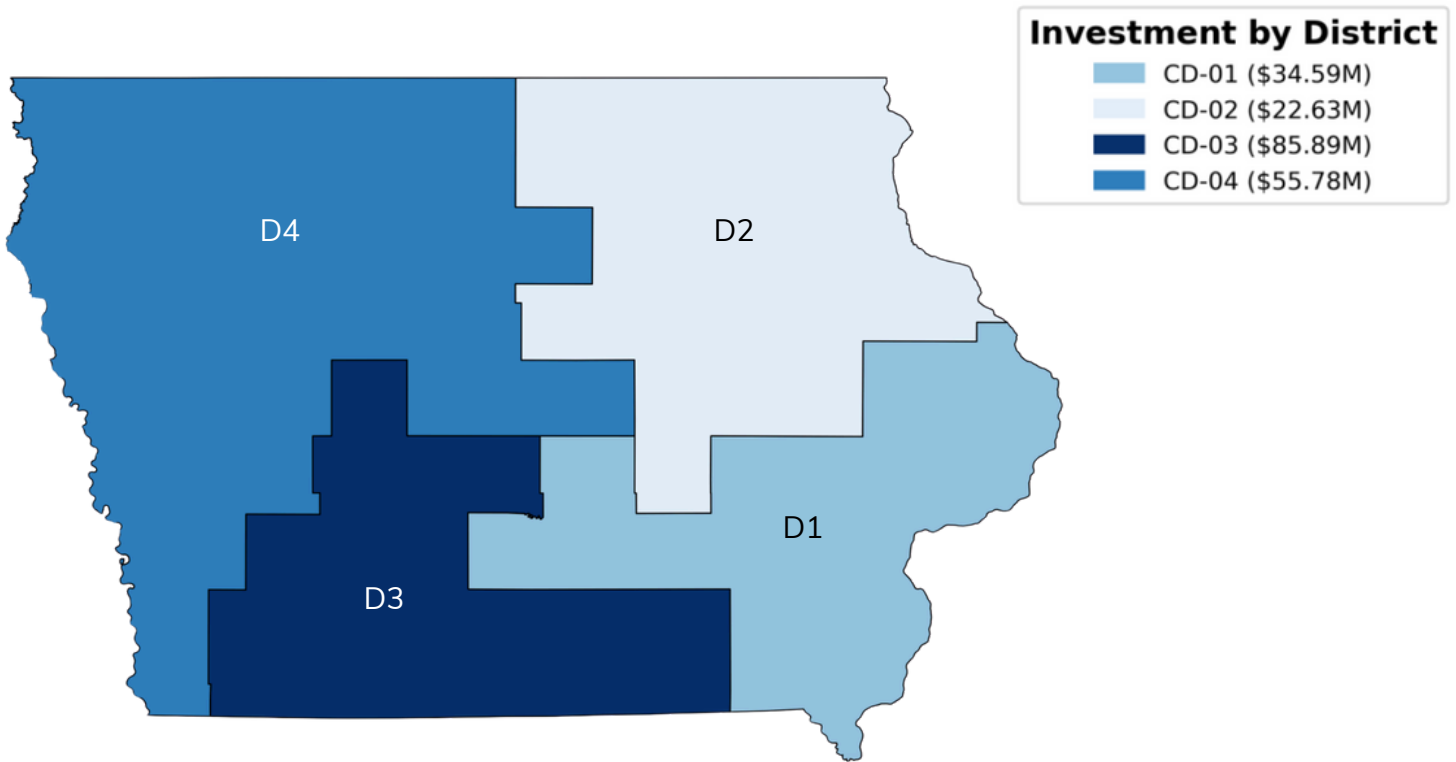 Investment by District
CD-01 ($34.59M)
CD-02 ($22.63M)
CD-03 ($85.89M)
CD-04 ($55.78M)
D4
D2
D1
D3